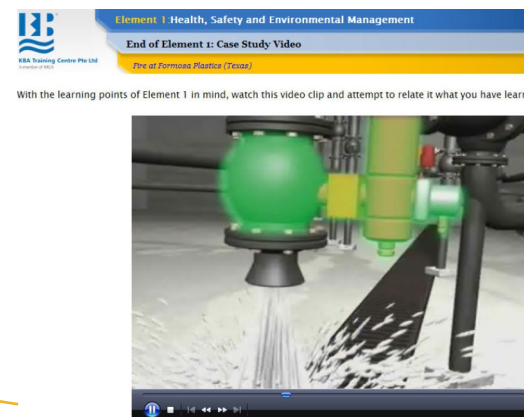 Element 1:Health, Safety and Environmental Management
End of Element 1: Case Study Video
KBA Training Centre Pte Ltd
Fire at Formosa Plastics (Texas)
With the learning points of Element 1 in mind, watch this video clip and attempt to relate it what you have lear